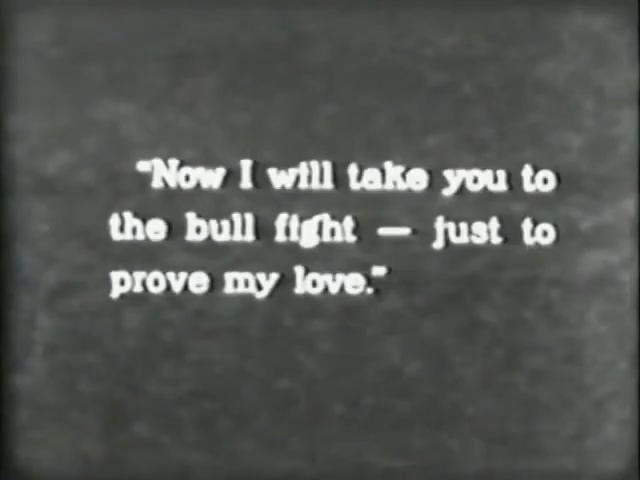 "Now I will take you to
the bull fight — just to
prove my love."